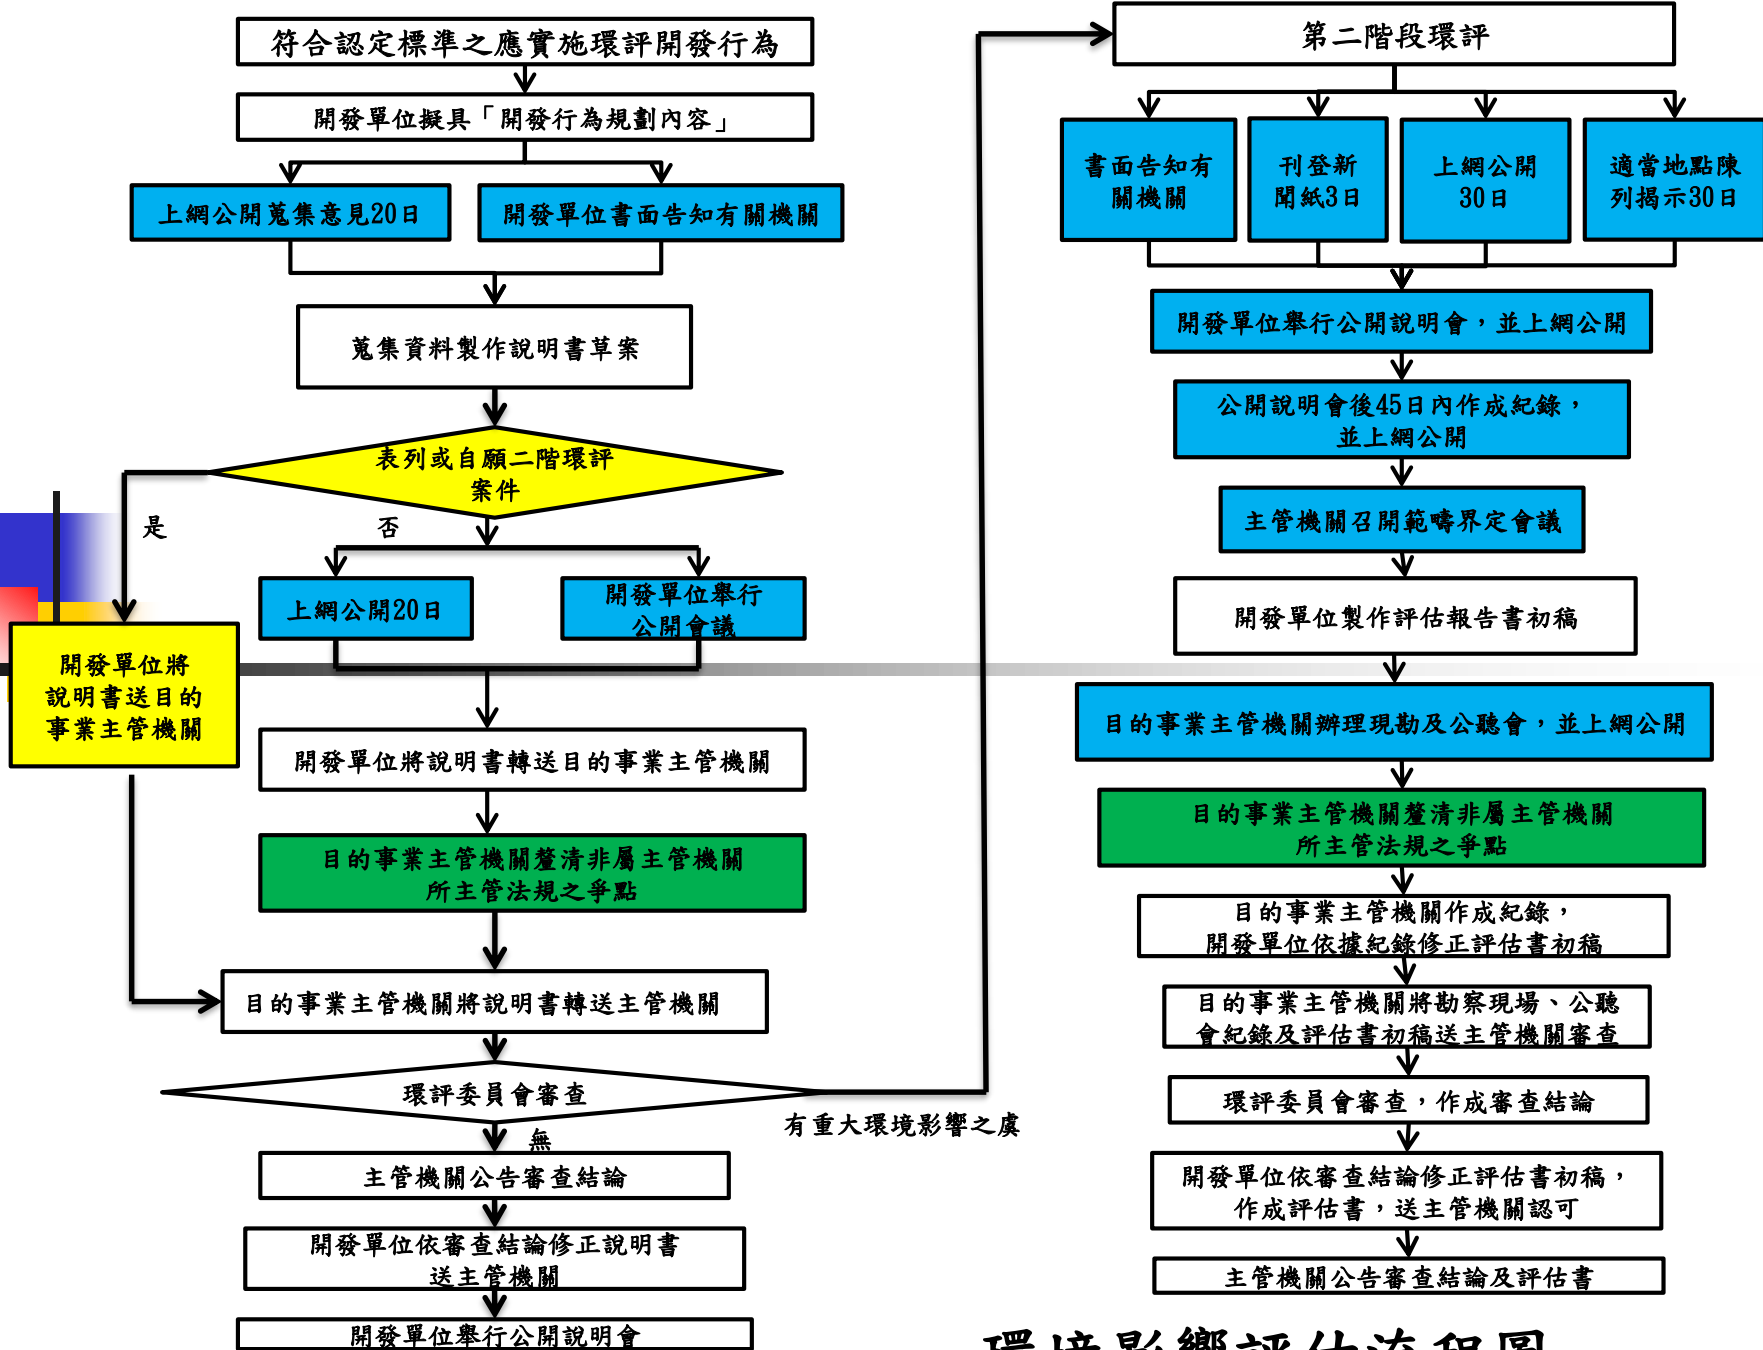 符合認定標準之應實施環評開發行為
開發單位擬具「開發行為規劃內容」
上網公開蒐集意見20日
開發單位書面告知有關機關
蒐集資料製作說明書草案
表列或自願二階環評
案件
是
否
上網公開20日
開發單位舉行
公開會議
開發單位將
說明書送目的
事業主管機關
開發單位將說明書轉送目的事業主管機關
目的事業主管機關釐清非屬主管機關
所主管法規之爭點
目的事業主管機關將說明書轉送主管機關
環評委員會審查
有重大環境影響之虞
無
主管機關公告審查結論
開發單位依審查結論修正說明書
送主管機關
開發單位舉行公開說明會
第二階段環評
書面告知有
關機關
刊登新
聞紙3日
上網公開
30日
適當地點陳
列揭示30日
開發單位舉行公開說明會，並上網公開
公開說明會後45日內作成紀錄，
並上網公開
主管機關召開範疇界定會議
開發單位製作評估報告書初稿
目的事業主管機關辦理現勘及公聽會，並上網公開
目的事業主管機關釐清非屬主管機關
所主管法規之爭點
目的事業主管機關作成紀錄，
開發單位依據紀錄修正評估書初稿
目的事業主管機關將勘察現場、公聽
會紀錄及評估書初稿送主管機關審查
環評委員會審查，作成審查結論
開發單位依審查結論修正評估書初稿，
作成評估書，送主管機關認可
主管機關公告審查結論及評估書
環境影響評估流程圖